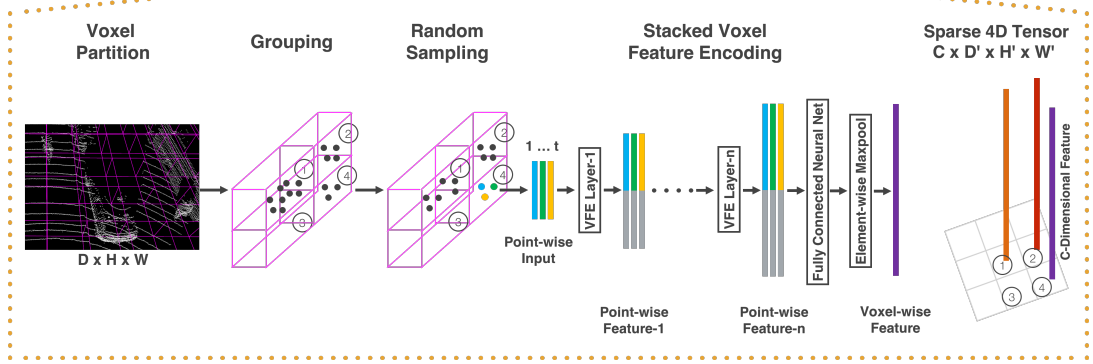 Voxel
Partition
Grouping
Random
Sampling
Stacked Voxel
Feature Encoding
Sparse 4D Tensor
C x D' x H' x W'
D x H x W
1
2
3
4
1
2
3
4
1 ... t
Point-wise
Input
VFE Layer-1
Point-wise
Feature-1
VFE Layer-n
Point-wise
Feature-n
Fully Connected Neural Net
Element-wise Maxpool
Voxel-wise
Feature
C-Dimensional Feature
1
2
3
4